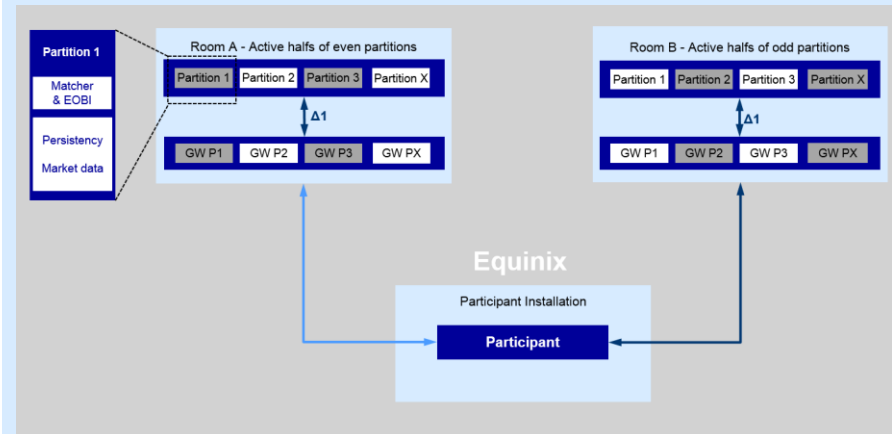 Partition 1
Matcher
& EOBI
Persistency
Market data
Room A - Active halfs of even partitions
Partition 1 Partition 2 Partition 3 Partition X
Δ1
GW P1 GW P2 GW P3 GW PX
Room B - Active halfs of odd partitions
Partition 1 Partition 2 Partition 3 Partition X
Δ1
GW P1 GW P2 GW P3 GW PX
Equinix
Participant Installation
Participant